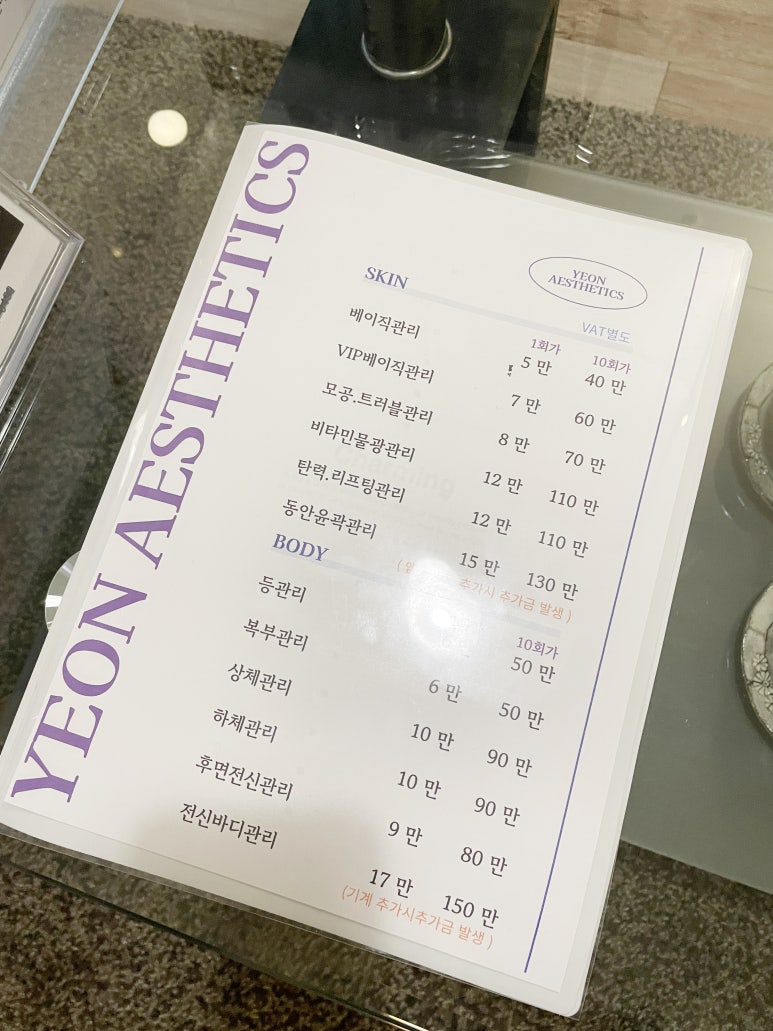 YEON AESTHETICS
YEON
AESTHETICS
SKIN
VAT별도
1회가 10회가
베이직관리 5 만 40 만
VIP베이직관리 7 만 60 만
모공.트러블관리 8 만 70 만
비타민물광관리 12 만 110 만
탄력.리프팅관리 12 만 110 만
동안윤곽관리 15 만 130 만
추가시 추가금 발생 )
BODY
10회가
등관리 50 만
복부관리 6 만 50 만
상체관리 10 만 90 만
하체관리 10 만 90 만
후면전신관리 9 만 80 만
전신바디관리 17 만 150 만
(기계 추가시추가금 발생 )